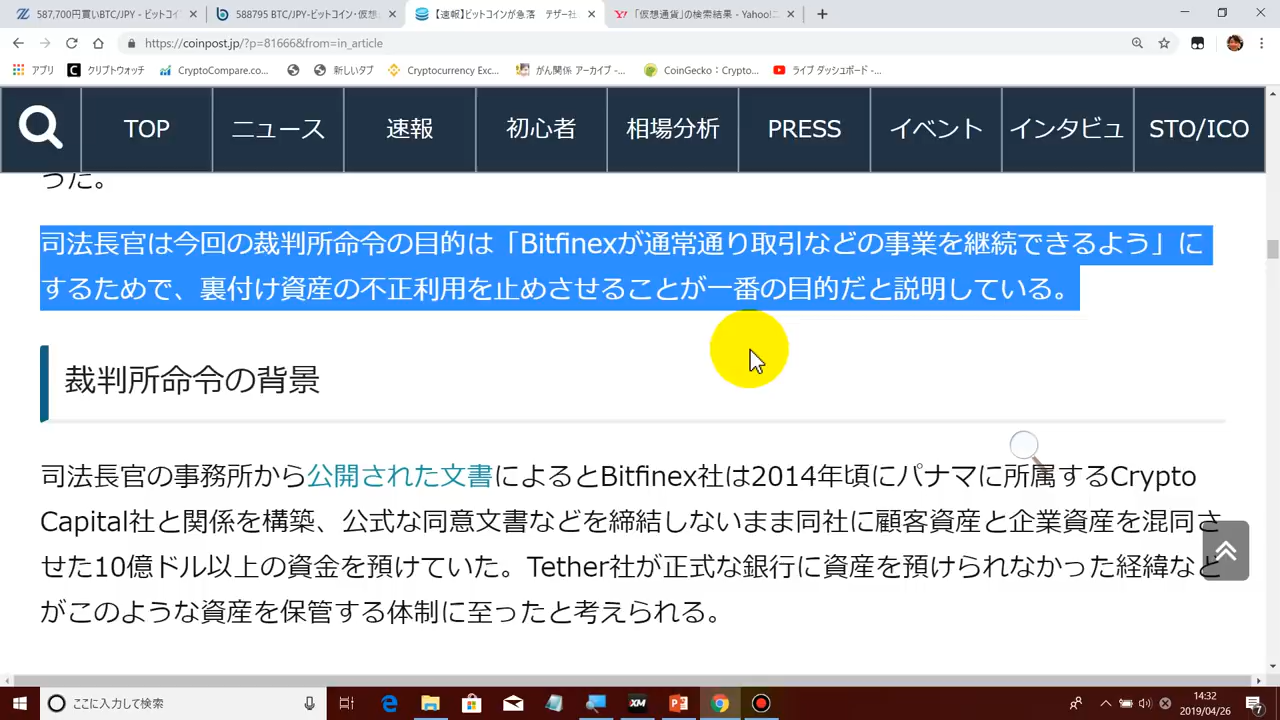 587,700円買いBTC/JPY - ビットコイ
588795 BTC/JPY-ビットコイン・仮想
【速報】ビットコインが急落 テザー社
「仮想通貨」の検索結果 - Yahoo!ニ
https://coinpost.jp/?p=81666&from=in_article
アプリ
クリプトウォッチ
CryptoCompare.co...
新しいタブ
Cryptocurrency Exc...
がん関係 アーカイブ -...
CoinGecko：Crypto...
ライブ ダッシュボード -...
TOP
ニュース
速報
初心者
相場分析
PRESS
イベント
インタビュ
STO/ICO
った。
司法長官は今回の裁判所命令の目的は「Bitfinexが通常通り取引などの事業を継続できるよう」に
するためで、裏付け資産の不正利用を止めさせることが一番の目的だと説明している。
裁判所命令の背景
司法長官の事務所から公開された文書によるとBitfinex社は2014年頃にパナマに所属するCrypto
Capital社と関係を構築、公式な同意文書などを締結しないまま同社に顧客資産と企業資産を混同さ
せた10億ドル以上の資金を預けていた。Tether社が正式な銀行に資産を預けられなかった経緯など
がこのような資産を保管する体制に至ったと考えられる。
ここに入力して検索
XM
14:32
2019/04/26
7